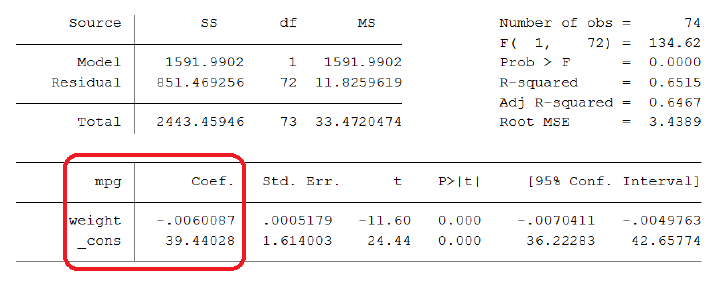 Source SS df MS Number of obs = 74
F( 1, 72) = 134.62
Model 1591.9902 1 1591.9902 Prob > F = 0.0000
Residual 851.469256 72 11.8259619 R-squared = 0.6515
Adj R-squared = 0.6467
Total 2443.45946 73 33.4720474 Root MSE = 3.4389
mpg Coef. Std. Err. t P>|t| [95% Conf. Interval]
weight -.0060087 .0005179 -11.60 0.000 -.0070411 -.0049763
_cons 39.44028 1.614003 24.44 0.000 36.22283 42.65774